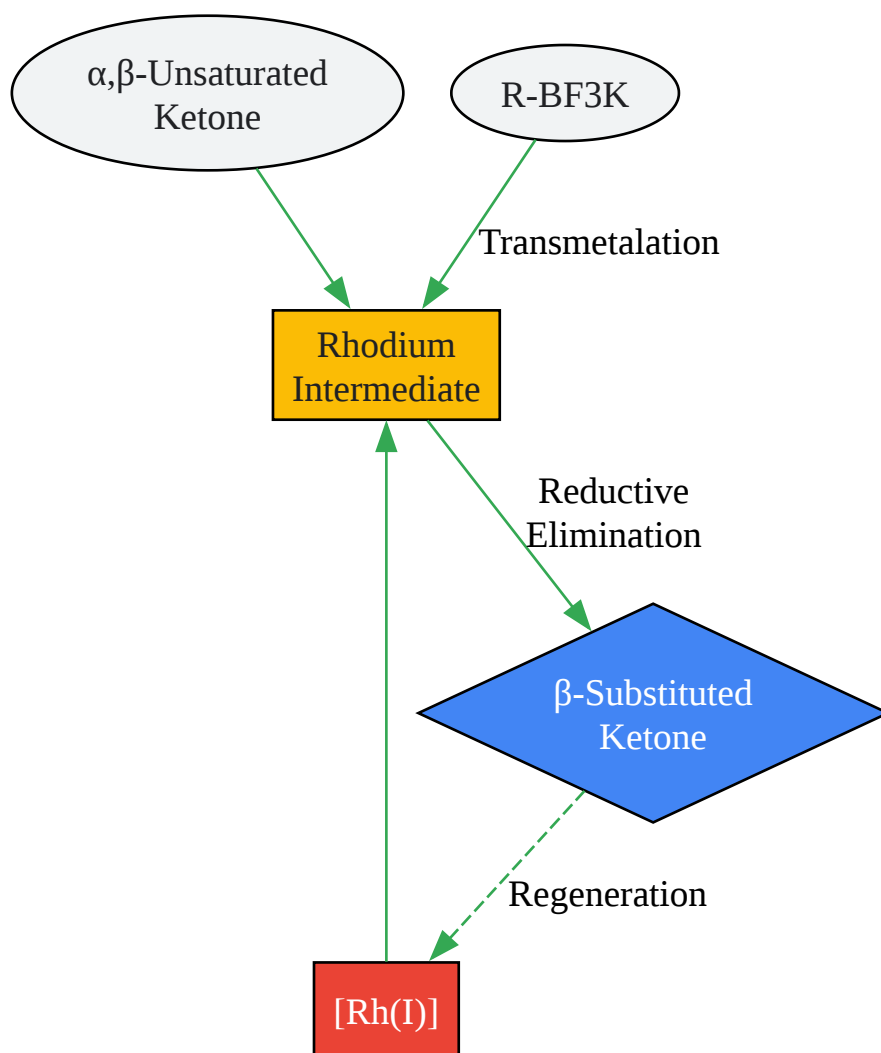 α,β-Unsaturated
Ketone
R-BF3K
Transmetalation
Rhodium
Intermediate
Reductive
Elimination
β-Substituted
Ketone
Regeneration
[Rh(I)]